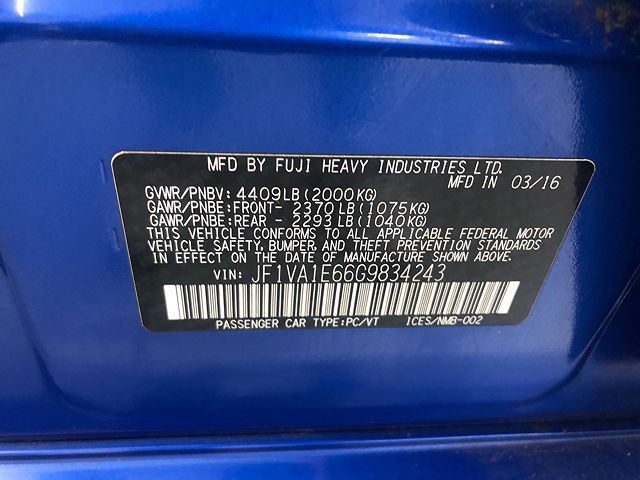 MFD BY FUJI HEAVY INDUSTRIES LTD.
MFD IN 03/16
GVWR/PNBV: 4409LB(2000KG)
GAWR/PNBE:FRONT- 2370LB(1075KG)
GAWR/PNBE:REAR - 2293LB(1040KG)
THIS VEHICLE CONFORMS TO ALL APPLICABLE FEDERAL MOTOR
VEHICLE SAFETY, BUMPER, AND THEFT PREVENTION STANDARDS
IN EFFECT ON THE DATE OF MANUFACTURE SHOWN ABOVE.
VIN: JF1VA1E66G9834243
PASSENGER CAR TYPE:PC/VT ICES/NMB-002